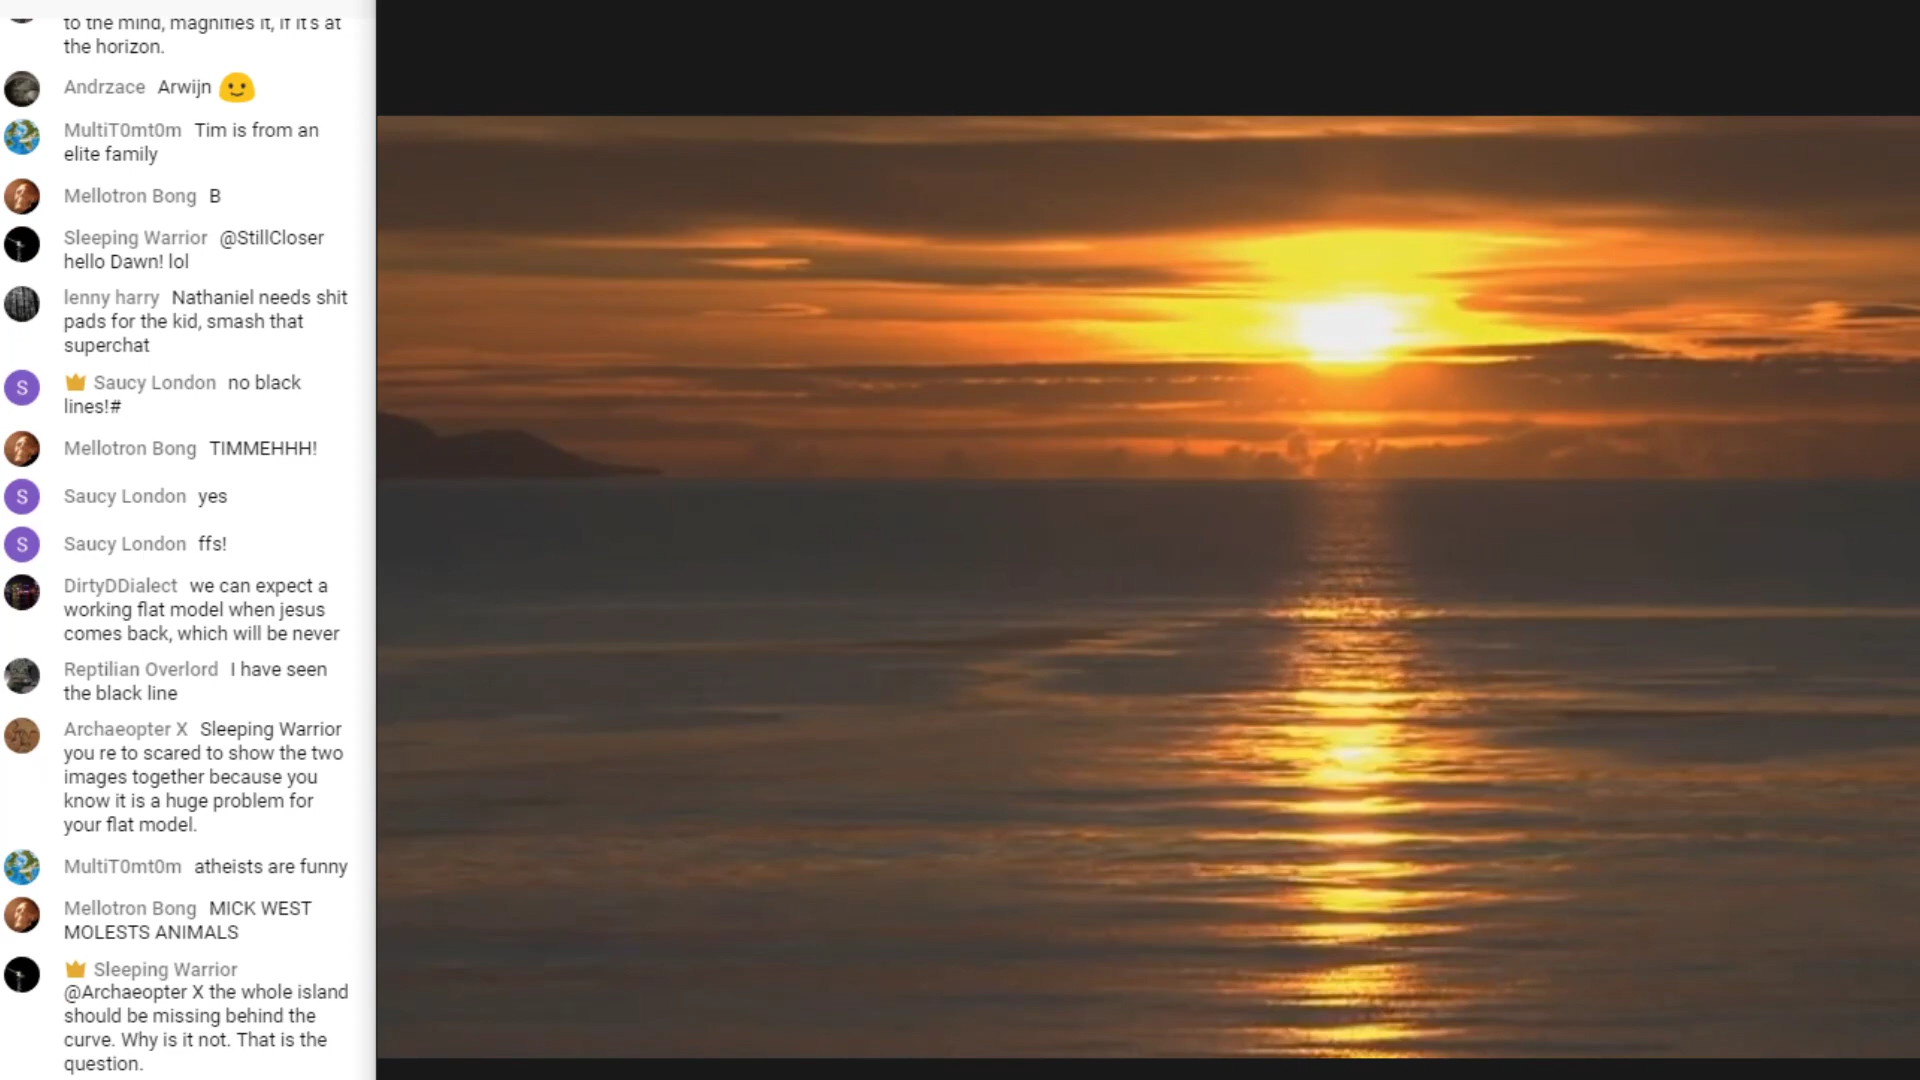 to the mind, magnifies it, if it's at
the horizon.
Andrzace Arwijn
MultiT0mt0m Tim is from an
elite family
Mellotron Bong B
Sleeping Warrior @StillCloser
hello Dawn! lol
lenny harry Nathaniel needs shit
pads for the kid, smash that
superchat
S Saucy London no black
lines!#
Mellotron Bong TIMMEHHH!
S Saucy London yes
S Saucy London ffs!
DirtyDDialect we can expect a
working flat model when jesus
comes back, which will be never
Reptilian Overlord I have seen
the black line
Archaeopter X Sleeping Warrior
you re to scared to show the two
images together because you
know it is a huge problem for
your flat model.
MultiT0mt0m atheists are funny
Mellotron Bong MICK WEST
MOLESTS ANIMALS
Sleeping Warrior
@Archaeopter X the whole island
should be missing behind the
curve. Why is it not. That is the
question.